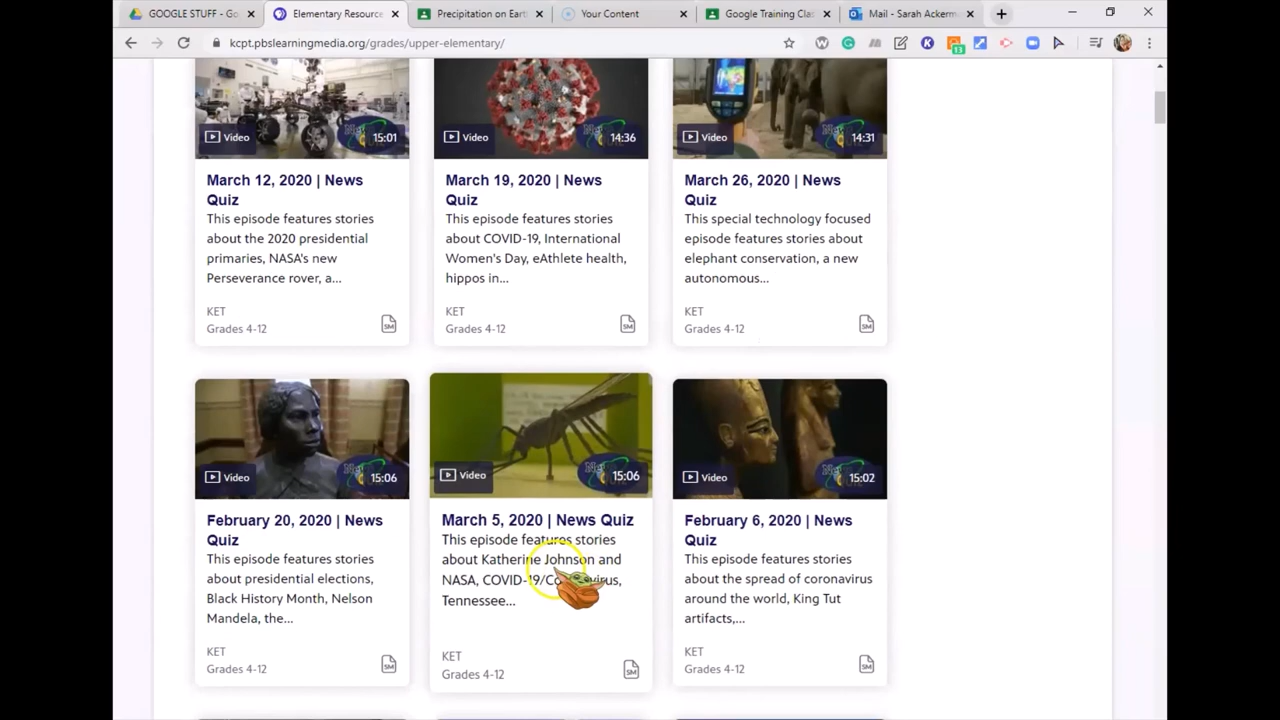 GOOGLE STUFF - Go
Elementary Resource
Precipitation on Eart
Your Content
Google Training Clas
Mail - Sarah Ackerm
kcpt.pbslearningmedia.org/grades/upper-elementary/
13
Video 15:01
Video 14:36
Video 14:31
March 12, 2020 | News
Quiz
This episode features stories
about the 2020 presidential
primaries, NASA's new
Perseverance rover, a...
KET
Grades 4-12
March 19, 2020 | News
Quiz
This episode features stories
about COVID-19, International
Women's Day, eAthlete health,
hippos in...
KET
Grades 4-12
March 26, 2020 | News
Quiz
This special technology focused
episode features stories about
elephant conservation, a new
autonomous...
KET
Grades 4-12
Video 15:06
Video 15:06
Video 15:02
February 20, 2020 | News
Quiz
This episode features stories
about presidential elections,
Black History Month, Nelson
Mandela, the...
KET
Grades 4-12
March 5, 2020 | News Quiz
This episode features stories
about Katherine Johnson and
NASA, COVID-19/Coronavirus,
Tennessee...
KET
Grades 4-12
February 6, 2020 | News
Quiz
This episode features stories
about the spread of coronavirus
around the world, King Tut
artifacts,...
KET
Grades 4-12